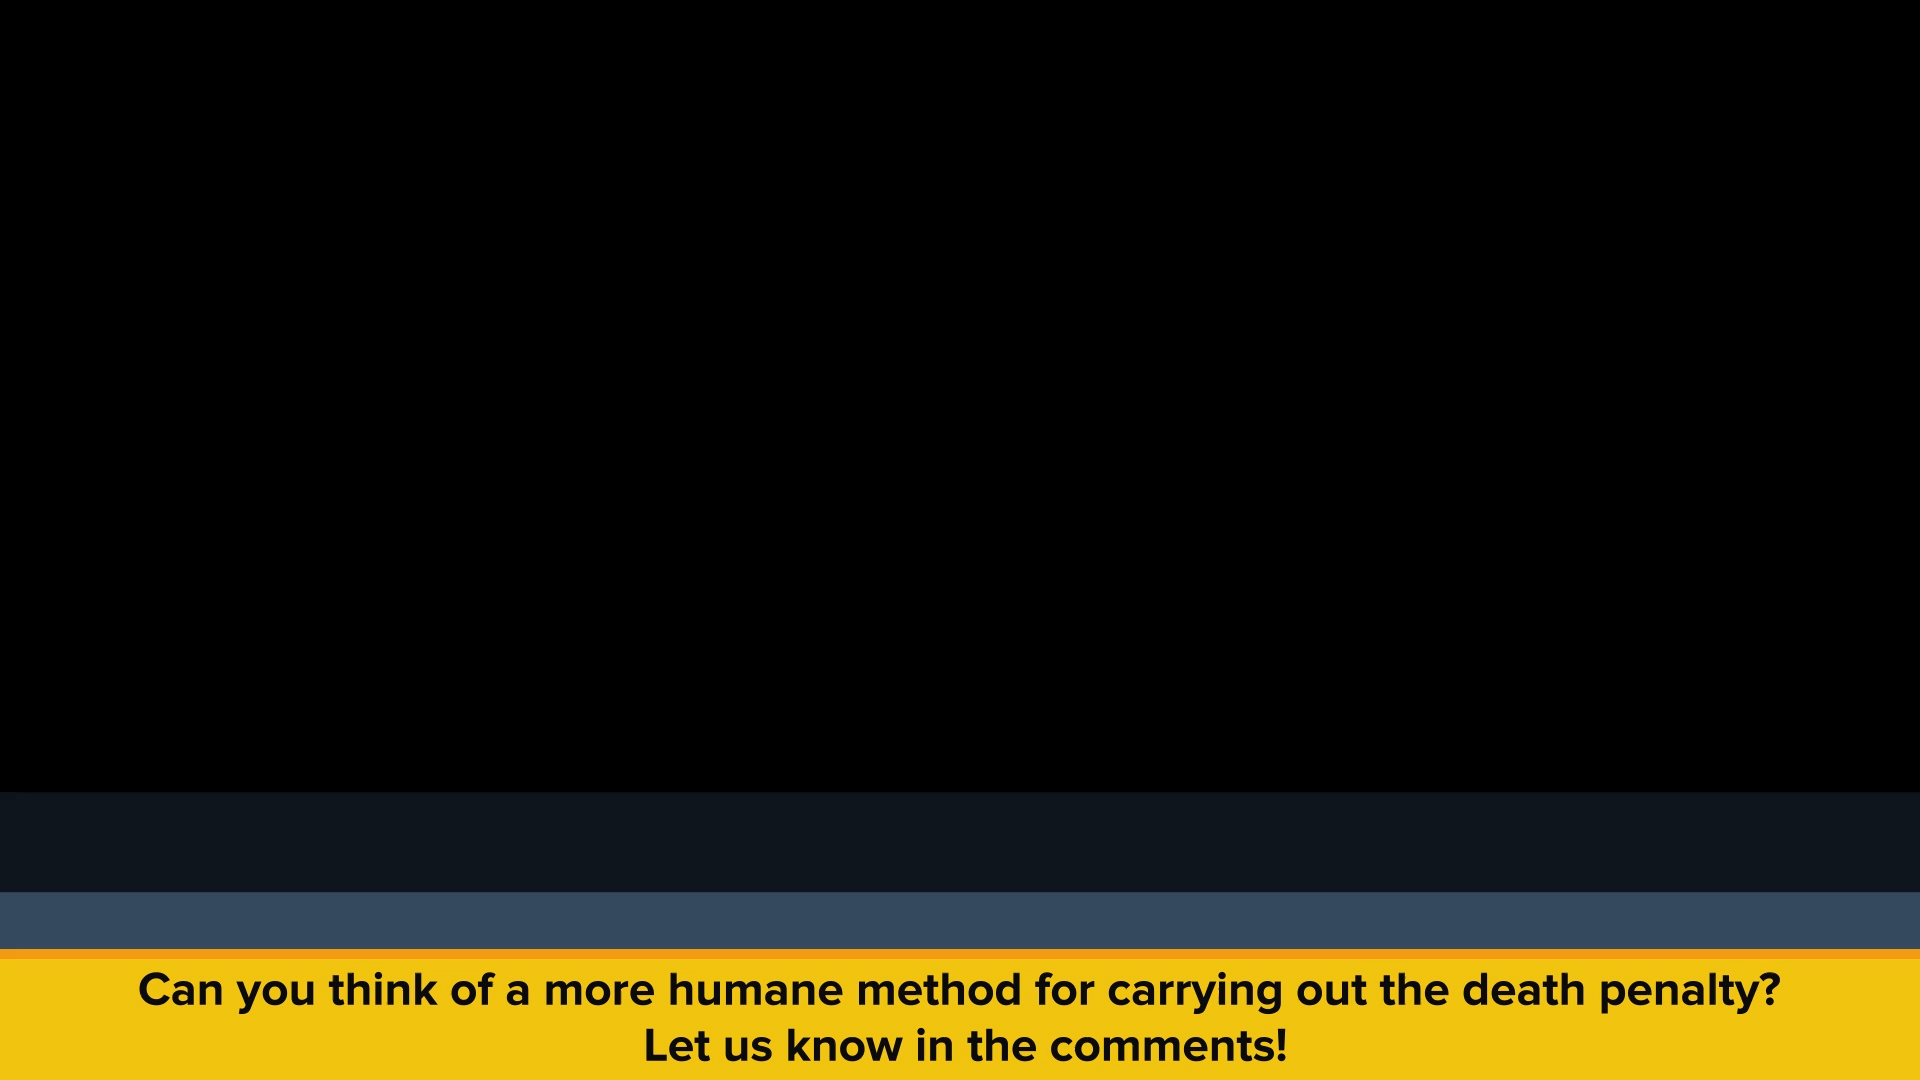 Can you think of a more humane method for carrying out the death penalty?
Let us know in the comments!